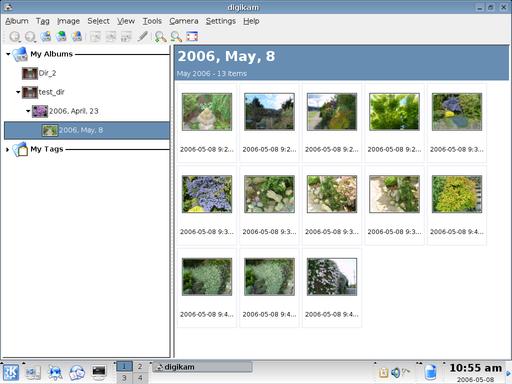 digikam
Album Tag Image Select View Tools Camera Settings Help
My Albums
Dir_2
test_dir
2006, April, 23
2006, May, 8
My Tags
2006, May, 8
May 2006 - 13 Items
2006-05-08 9:2... 2006-05-08 9:2... 2006-05-08 9:2... 2006-05-08 9:2... 2006-05-08 9:3...
2006-05-08 9:3... 2006-05-08 9:3... 2006-05-08 9:3... 2006-05-08 9:3... 2006-05-08 9:4...
2006-05-08 9:4... 2006-05-08 9:4... 2006-05-08 9:4...
1 2
3 4
digikam
10:55 am
2006-05-08